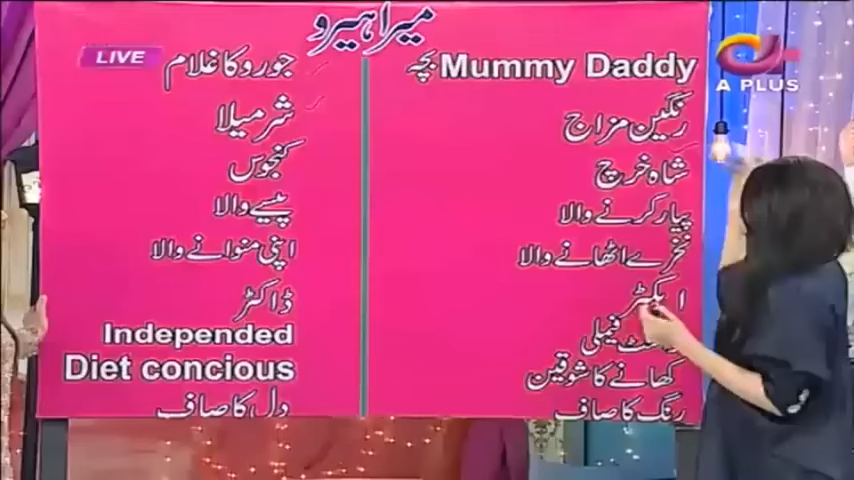 میرا ہیرو
LIVE
A PLUS
Mummy Daddy بچہ
رنگین مزاج
شاہ خرچ
پیار کرنے والا
نخرے اٹھانے والا
ایکٹر
فیملی
کھانے کا شوقین
رنگ کا صاف
جورو کا غلام
شرمیلا
کنجوس
پیسے والا
اپنی منوانے والا
ڈاکٹر
Independed
Diet concious
دل کا صاف